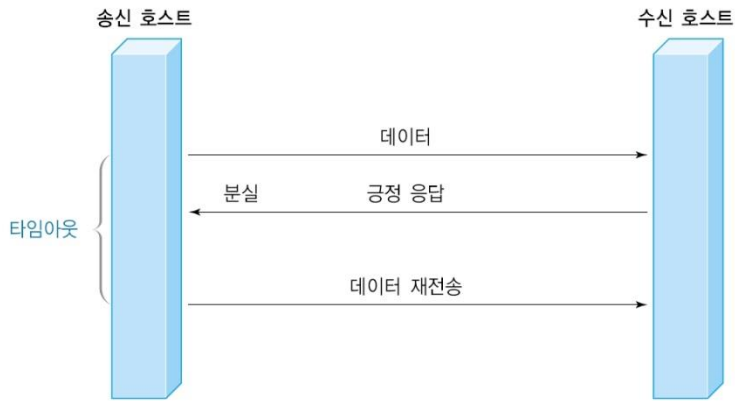 송신 호스트
수신 호스트
데이터
분실
긍정 응답
타임아웃
데이터 재전송